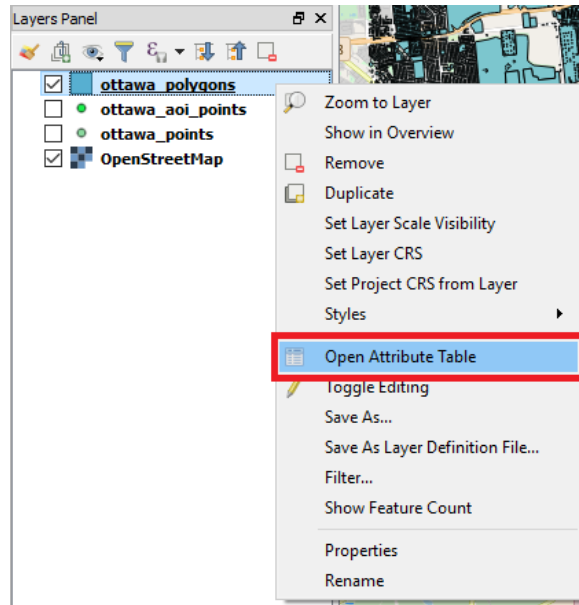 Layers Panel
ottawa_polygons
ottawa_aoi_points
ottawa_points
OpenStreetMap
Zoom to Layer
Show in Overview
Remove
Duplicate
Set Layer Scale Visibility
Set Layer CRS
Set Project CRS from Layer
Styles
Open Attribute Table
Toggle Editing
Save As...
Save As Layer Definition File...
Filter...
Show Feature Count
Properties
Rename